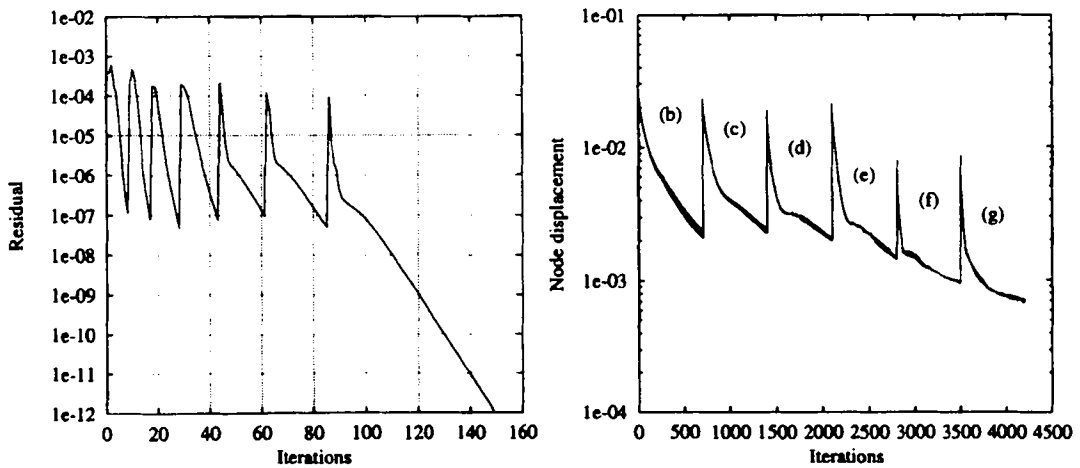 1e-02
1e-03
1e-04
1e-05
1e-06
1e-07
1e-08
1e-09
1e-10
1e-11
1e-12
Residual
0 20 40 60 80 100 120 140 160
Iterations
1e-01
1e-02
1e-03
1e-04
Node displacement
(b)
(c)
(d)
(e)
(f)
(g)
0 500 1000 1500 2000 2500 3000 3500 4000 4500
Iterations